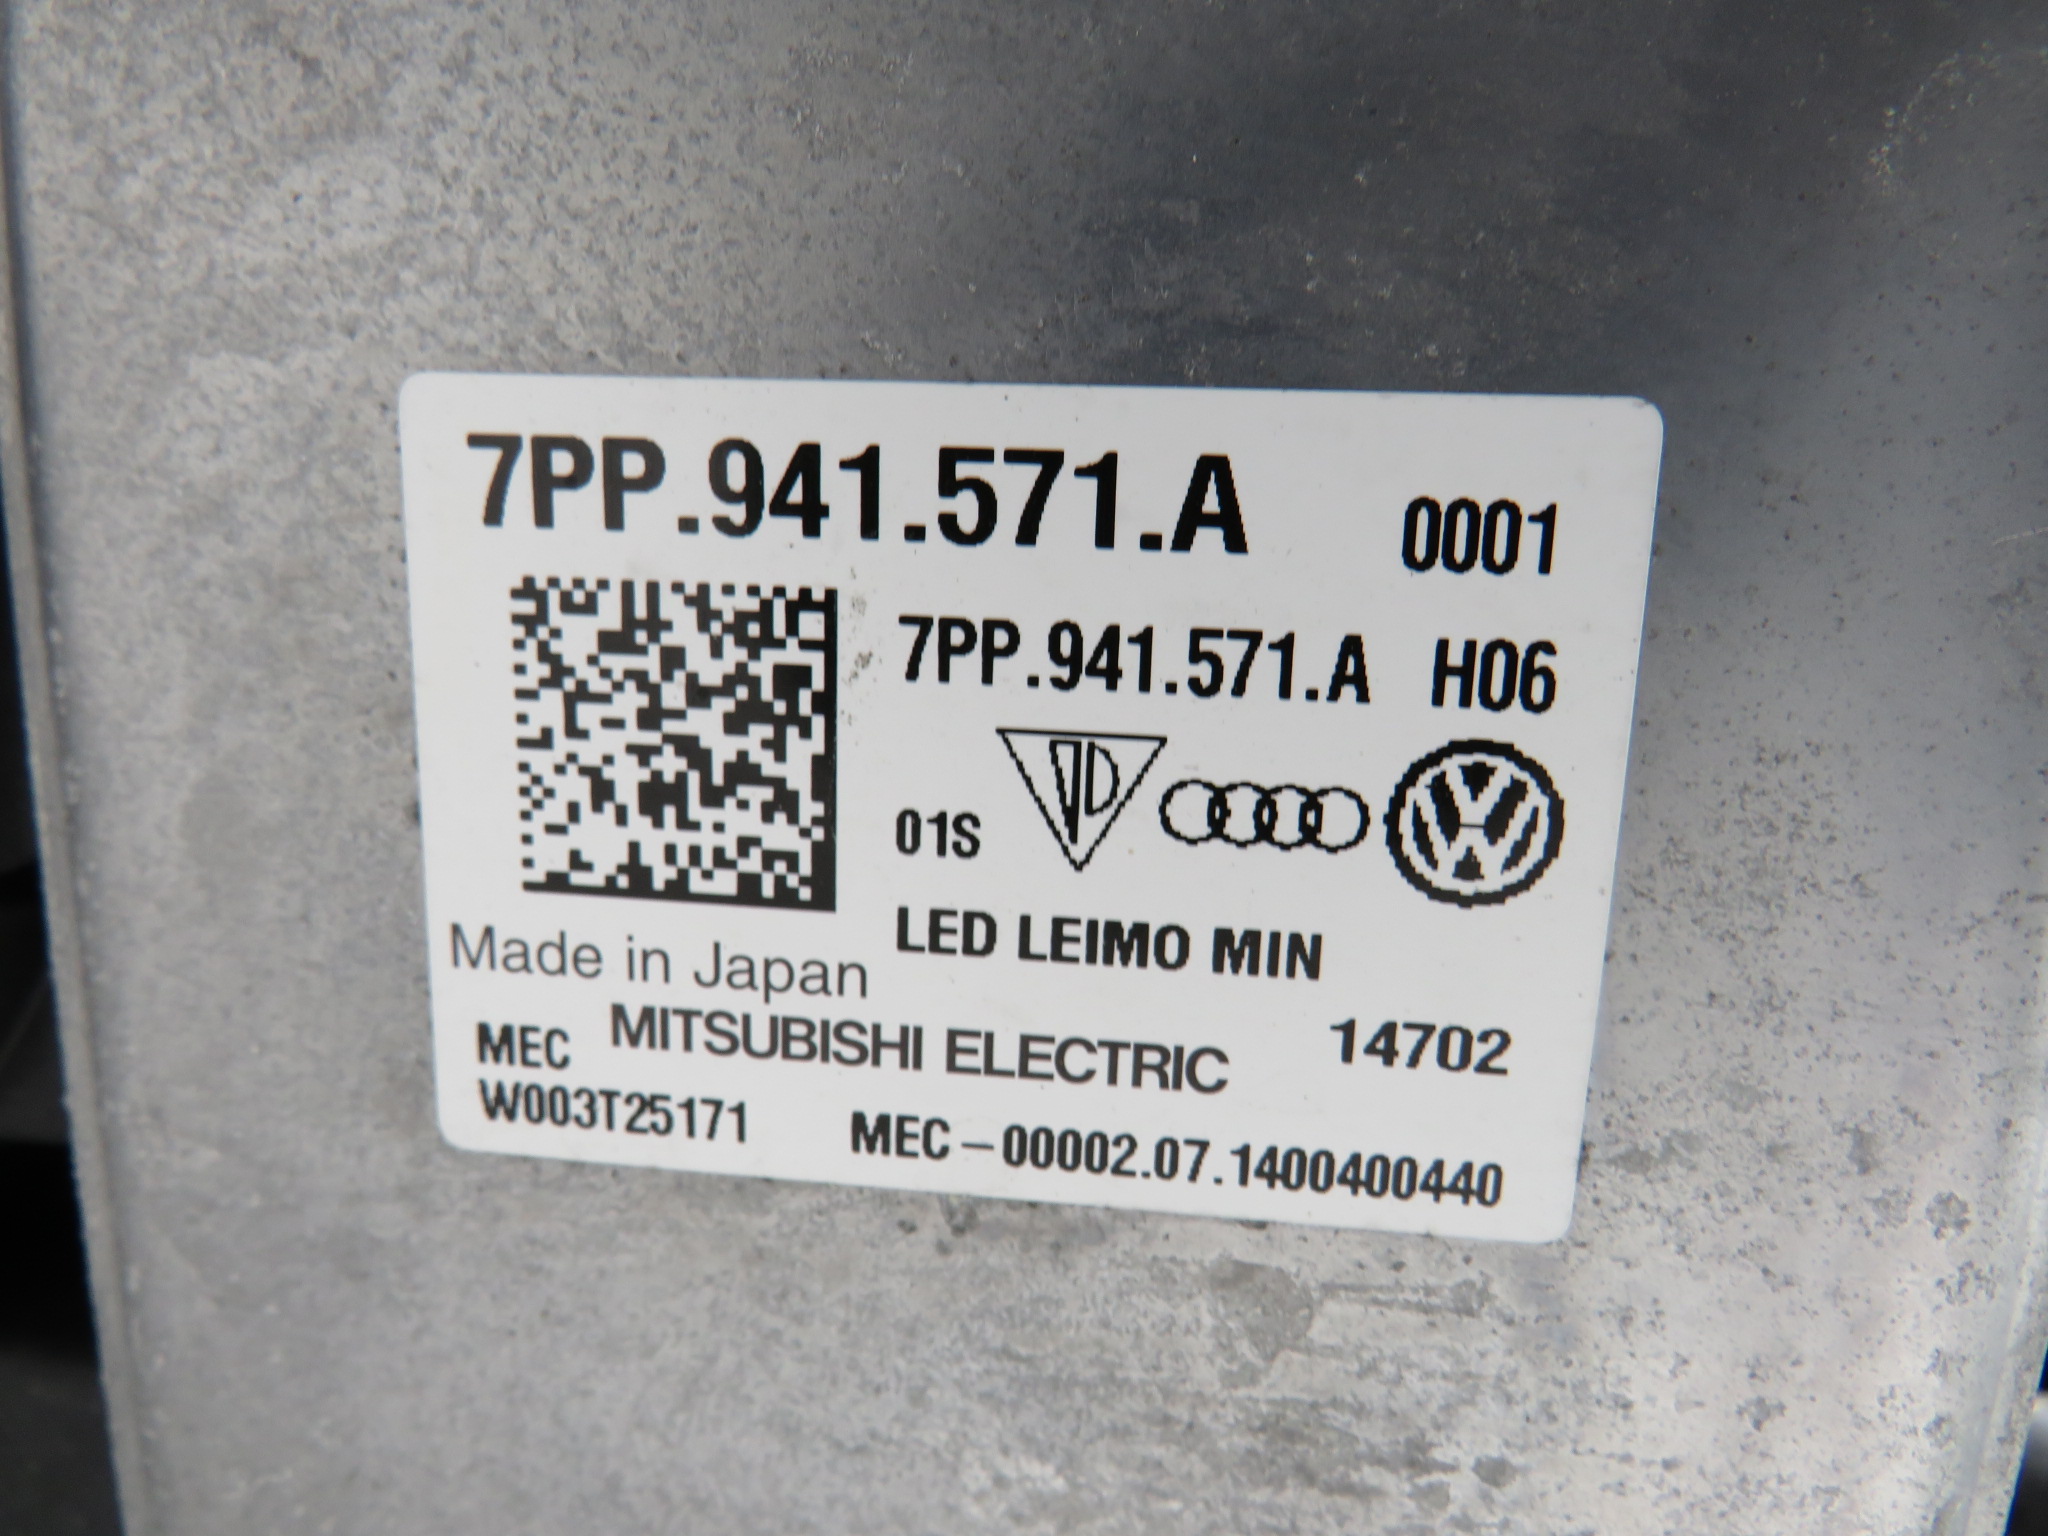 7PP.941.571.A 0001
7PP.941.571.A H06
01S
LED LEIMO MIN
Made in Japan
MEC MITSUBISHI ELECTRIC 14702
W003T25171 MEC-00002.07.1400400440